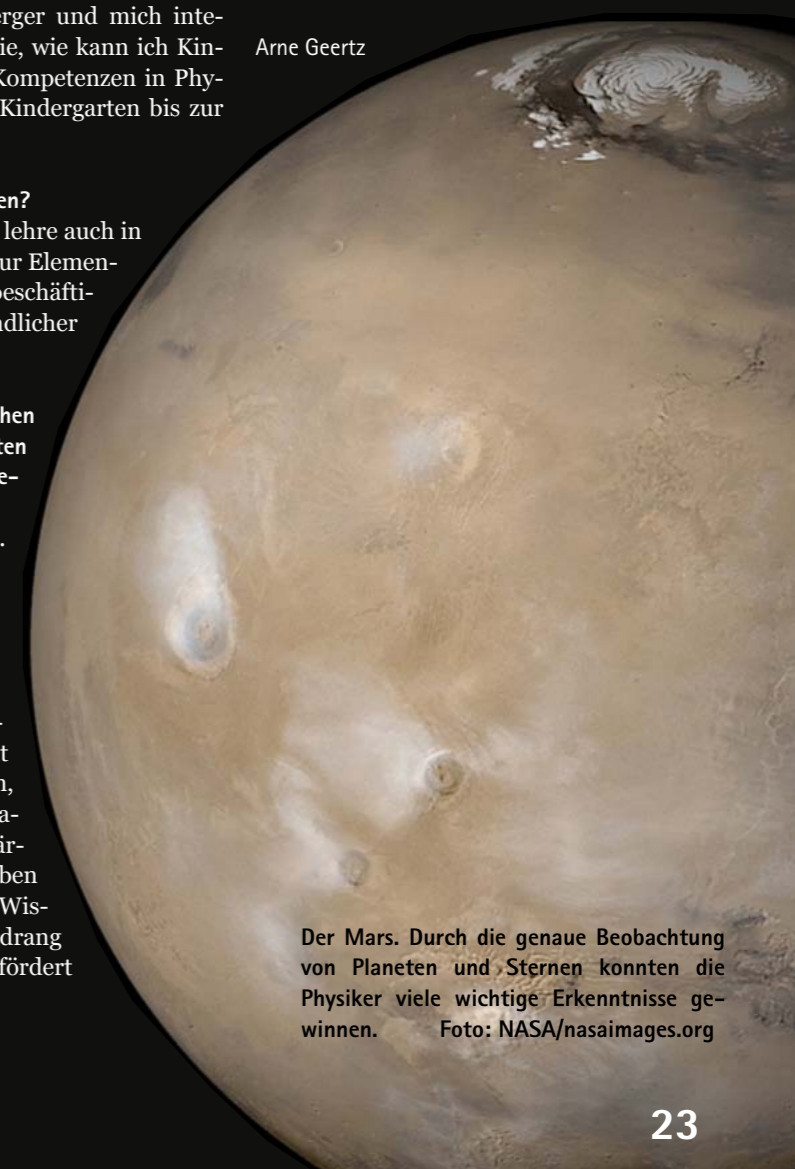 erger und mich inte-
ie, wie kann ich Kin-
Kompetenzen in Phy-
Kindergarten bis zur
en?
lehre auch in
ur Elemen-
beschäfti-
ndlicher
hen
ten
e-
.
-
t
n,
a-
är-
ben
Wis-
drang
fördert
Arne Geertz
Der Mars. Durch die genaue Beobachtung
von Planeten und Sternen konnten die
Physiker viele wichtige Erkenntnisse ge-
winnen. Foto: NASA/nasaimages.org
23